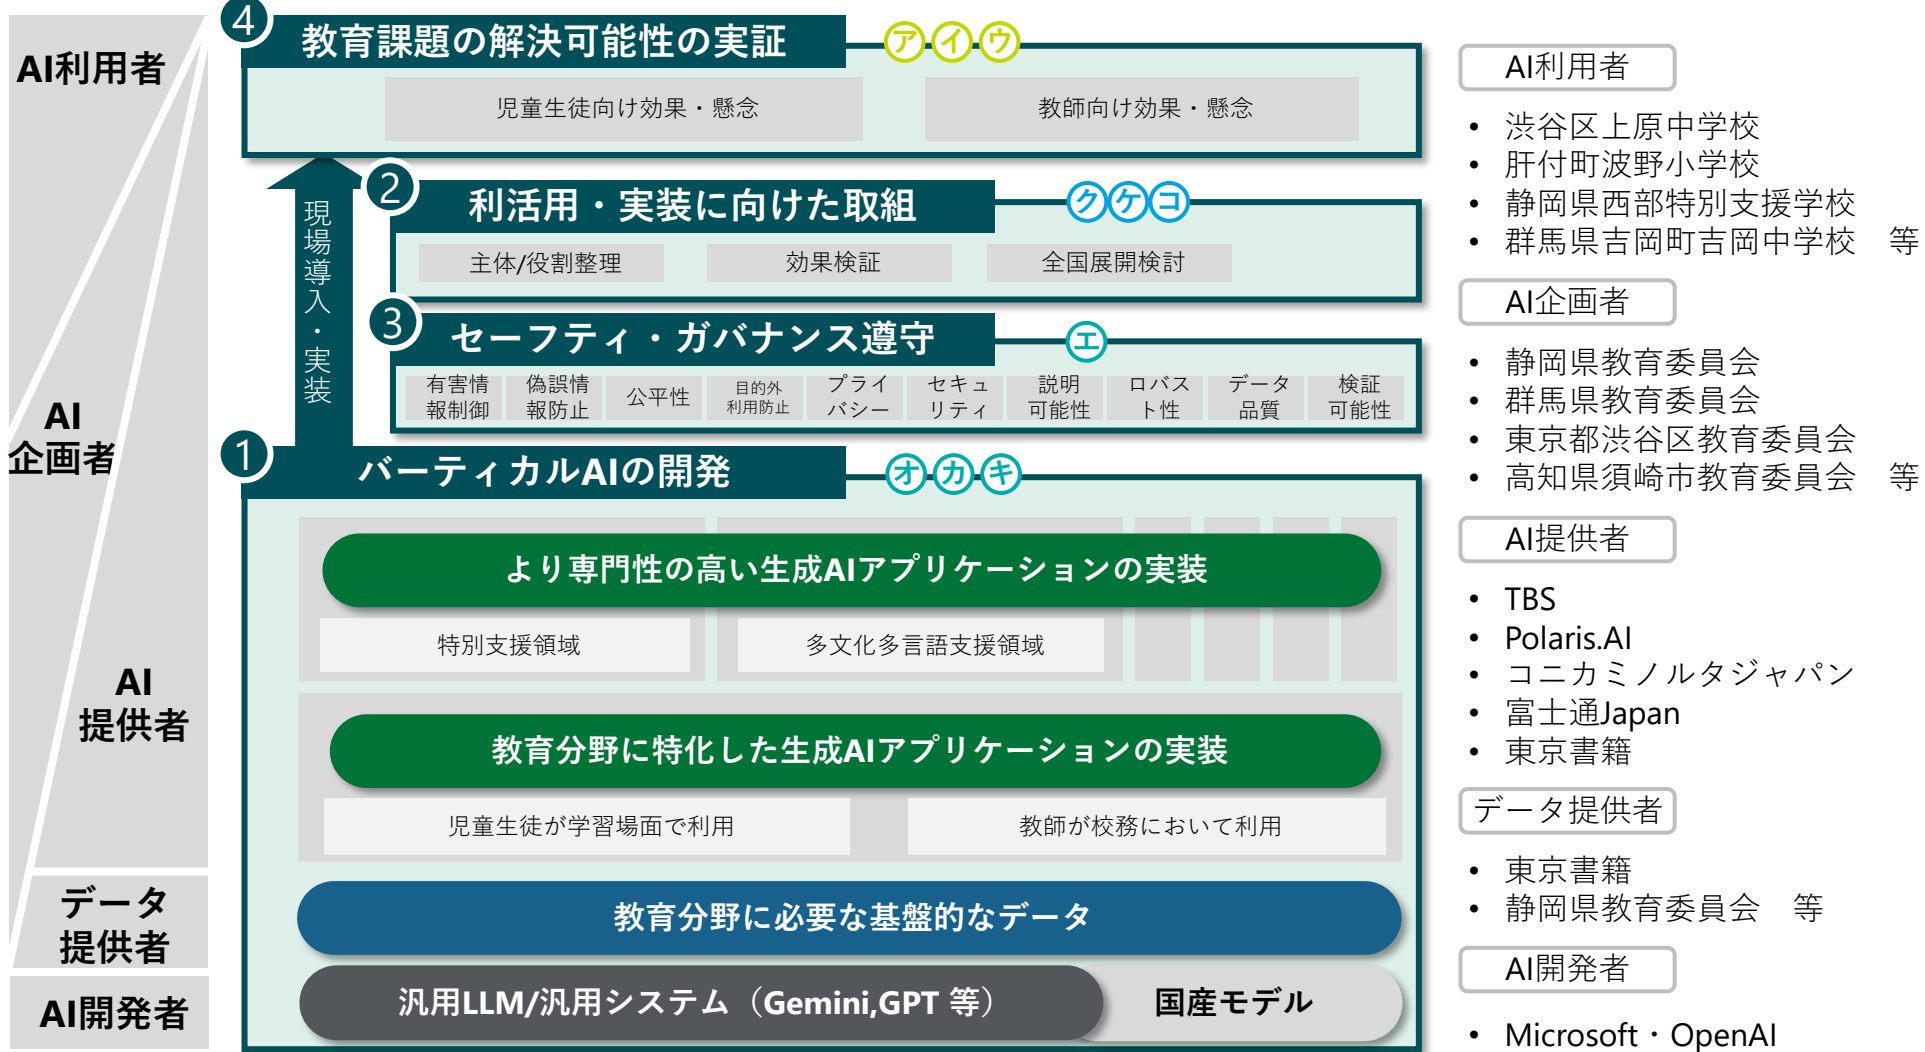 AI利用者
AI
企画者
AI
提供者
データ
提供者
AI開発者
4
教育課題の解決可能性の実証
ア イ ウ
児童生徒向け効果・懸念
教師向け効果・懸念
現場導入・実装
2
利活用・実装に向けた取組
ク ケ コ
主体/役割整理
効果検証
全国展開検討
3
セーフティ・ガバナンス遵守
エ
有害情
報制御
偽誤情
報防止
公平性
目的外
利用防止
プライ
バシー
セキュ
リティ
説明
可能性
ロバス
ト性
データ
品質
検証
可能性
1
バーティカルAIの開発
オ カ キ
より専門性の高い生成AIアプリケーションの実装
特別支援領域
多文化多言語支援領域
教育分野に特化した生成AIアプリケーションの実装
児童生徒が学習場面で利用
教師が校務において利用
教育分野に必要な基盤的なデータ
汎用LLM/汎用システム（Gemini,GPT 等）
国産モデル
AI利用者
• 渋谷区上原中学校
• 肝付町波野小学校
• 静岡県西部特別支援学校
• 群馬県吉岡町吉岡中学校　等
AI企画者
• 静岡県教育委員会
• 群馬県教育委員会
• 東京都渋谷区教育委員会
• 高知県須崎市教育委員会　等
AI提供者
• TBS
• Polaris.AI
• コニカミノルタジャパン
• 富士通Japan
• 東京書籍
データ提供者
• 東京書籍
• 静岡県教育委員会　等
AI開発者
• Microsoft・OpenAI